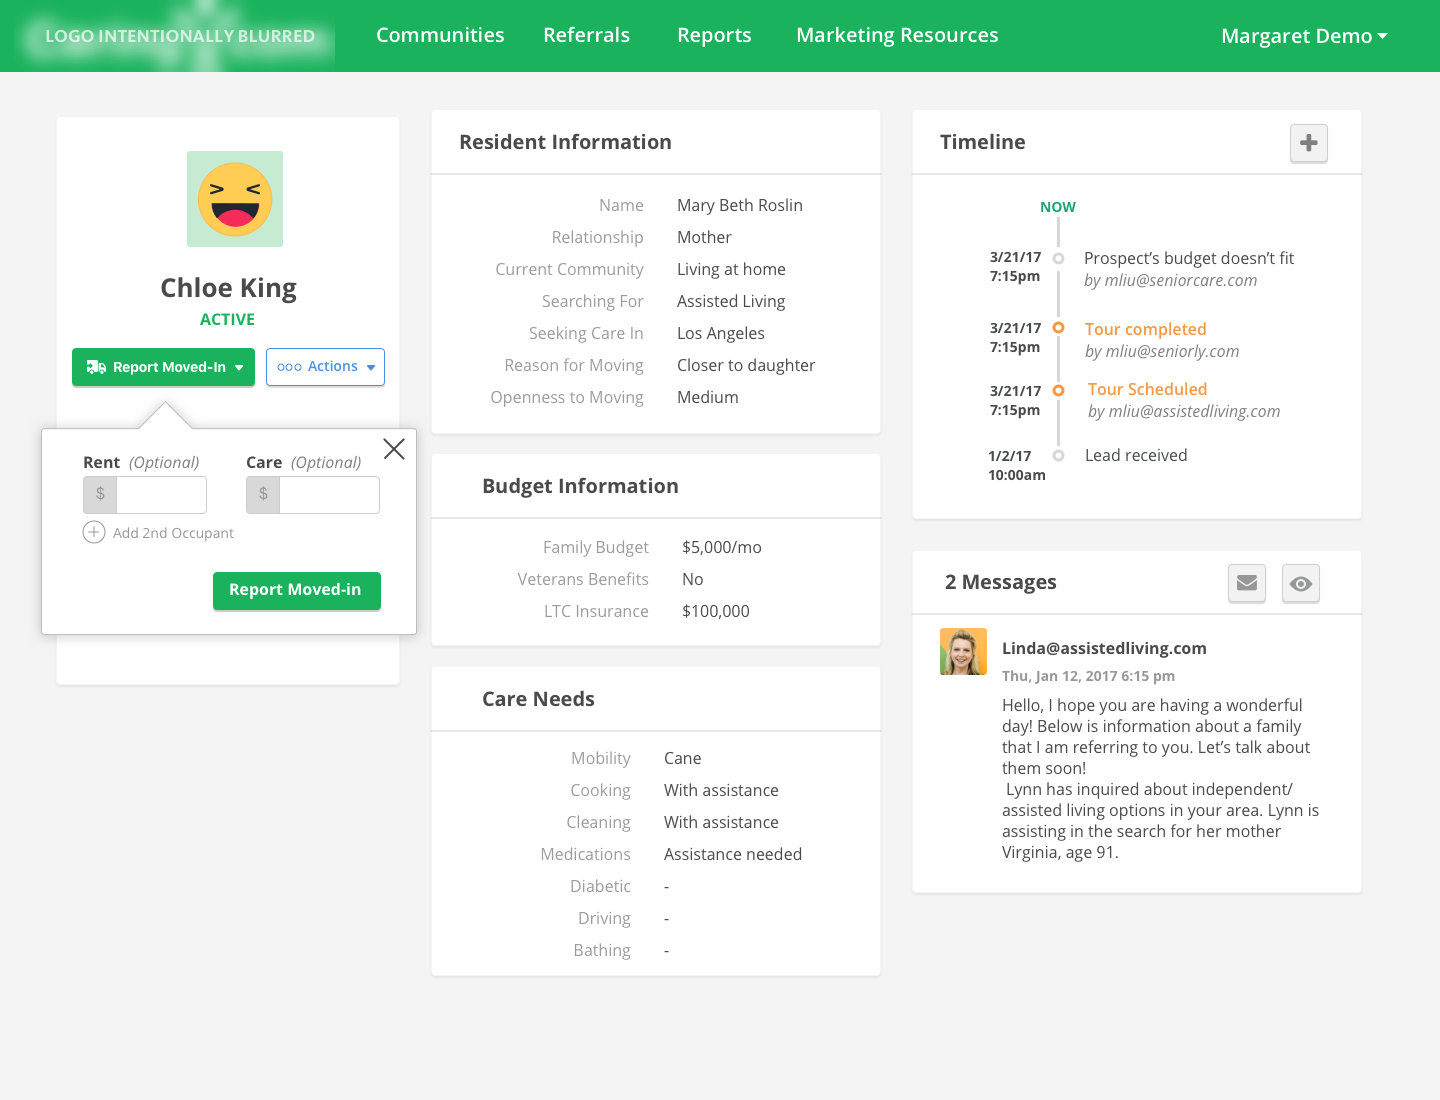 LOGO INTENTIONALLY BLURRED
Communities
Referrals
Reports
Marketing Resources
Margaret Demo
Chloe King
ACTIVE
Report Moved-In
Actions
Rent (Optional)
Care (Optional)
$
$
Add 2nd Occupant
Report Moved-in
Resident Information
Name Mary Beth Roslin
Relationship Mother
Current Community Living at home
Searching For Assisted Living
Seeking Care In Los Angeles
Reason for Moving Closer to daughter
Openness to Moving Medium
Budget Information
Family Budget $5,000/mo
Veterans Benefits No
LTC Insurance $100,000
Care Needs
Mobility Cane
Cooking With assistance
Cleaning With assistance
Medications Assistance needed
Diabetic -
Driving -
Bathing -
Timeline
NOW
3/21/17
7:15pm
Prospect’s budget doesn’t fit
by mliu@seniorcare.com
3/21/17
7:15pm
Tour completed
by mliu@seniorly.com
3/21/17
7:15pm
Tour Scheduled
by mliu@assistedliving.com
1/2/17
10:00am
Lead received
2 Messages
Linda@assistedliving.com
Thu, Jan 12, 2017 6:15 pm
Hello, I hope you are having a wonderful
day! Below is information about a family
that I am referring to you. Let’s talk about
them soon!
Lynn has inquired about independent/
assisted living options in your area. Lynn is
assisting in the search for her mother
Virginia, age 91.